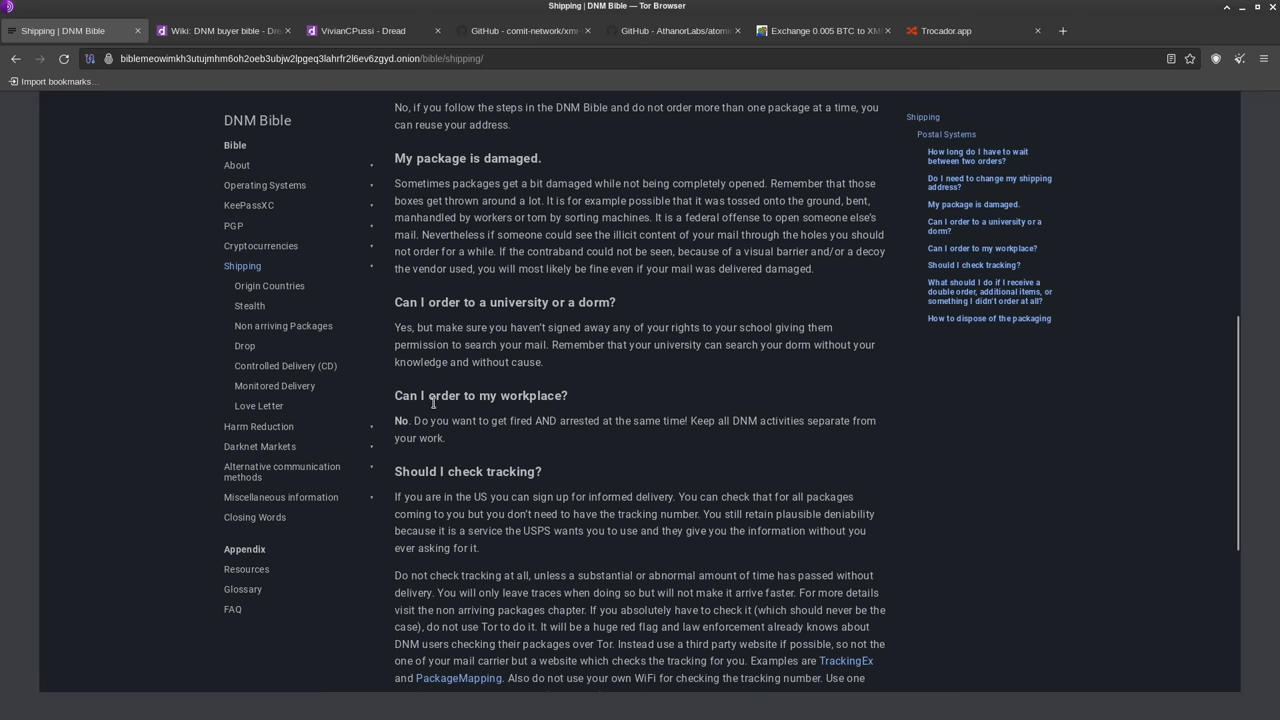 Shipping | DNM Bible — Tor Browser
Shipping | DNM Bible
Wiki: DNM buyer bible - Dre
VivianCPussi - Dread
GitHub - comit-network/xm
GitHub - AthanorLabs/atomi
Exchange 0.005 BTC to XM
Trocador.app
biblemeowimkh3utujmhm6oh2oeb3ubjw2lpgeq3lahrfr2l6ev6zgyd.onion/bible/shipping/
Import bookmarks...
DNM Bible
Bible
About
Operating Systems
KeePassXC
PGP
Cryptocurrencies
Shipping
Origin Countries
Stealth
Non arriving Packages
Drop
Controlled Delivery (CD)
Monitored Delivery
Love Letter
Harm Reduction
Darknet Markets
Alternative communication
methods
Miscellaneous information
Closing Words
Appendix
Resources
Glossary
FAQ
No, if you follow the steps in the DNM Bible and do not order more than one package at a time, you
can reuse your address.
My package is damaged.
Sometimes packages get a bit damaged while not being completely opened. Remember that those
boxes get thrown around a lot. It is for example possible that it was tossed onto the ground, bent,
manhandled by workers or torn by sorting machines. It is a federal offense to open someone else's
mail. Nevertheless if someone could see the illicit content of your mail through the holes you should
not order for a while. If the contraband could not be seen, because of a visual barrier and/or a decoy
the vendor used, you will most likely be fine even if your mail was delivered damaged.
Can I order to a university or a dorm?
Yes, but make sure you haven't signed away any of your rights to your school giving them
permission to search your mail. Remember that your university can search your dorm without your
knowledge and without cause.
Can I order to my workplace?
No. Do you want to get fired AND arrested at the same time! Keep all DNM activities separate from
your work.
Should I check tracking?
If you are in the US you can sign up for informed delivery. You can check that for all packages
coming to you but you don't need to have the tracking number. You still retain plausible deniability
because it is a service the USPS wants you to use and they give you the information without you
ever asking for it.
Do not check tracking at all, unless a substantial or abnormal amount of time has passed without
delivery. You will only leave traces when doing so but will not make it arrive faster. For more details
visit the non arriving packages chapter. If you absolutely have to check it (which should never be the
case), do not use Tor to do it. It will be a huge red flag and law enforcement already knows about
DNM users checking their packages over Tor. Instead use a third party website if possible, so not the
one of your mail carrier but a website which checks the tracking for you. Examples are TrackingEx
and PackageMapping. Also do not use your own WiFi for checking the tracking number. Use one
Shipping
Postal Systems
How long do I have to wait
between two orders?
Do I need to change my shipping
address?
My package is damaged.
Can I order to a university or a
dorm?
Can I order to my workplace?
Should I check tracking?
What should I do if I receive a
double order, additional items, or
something I didn't order at all?
How to dispose of the packaging